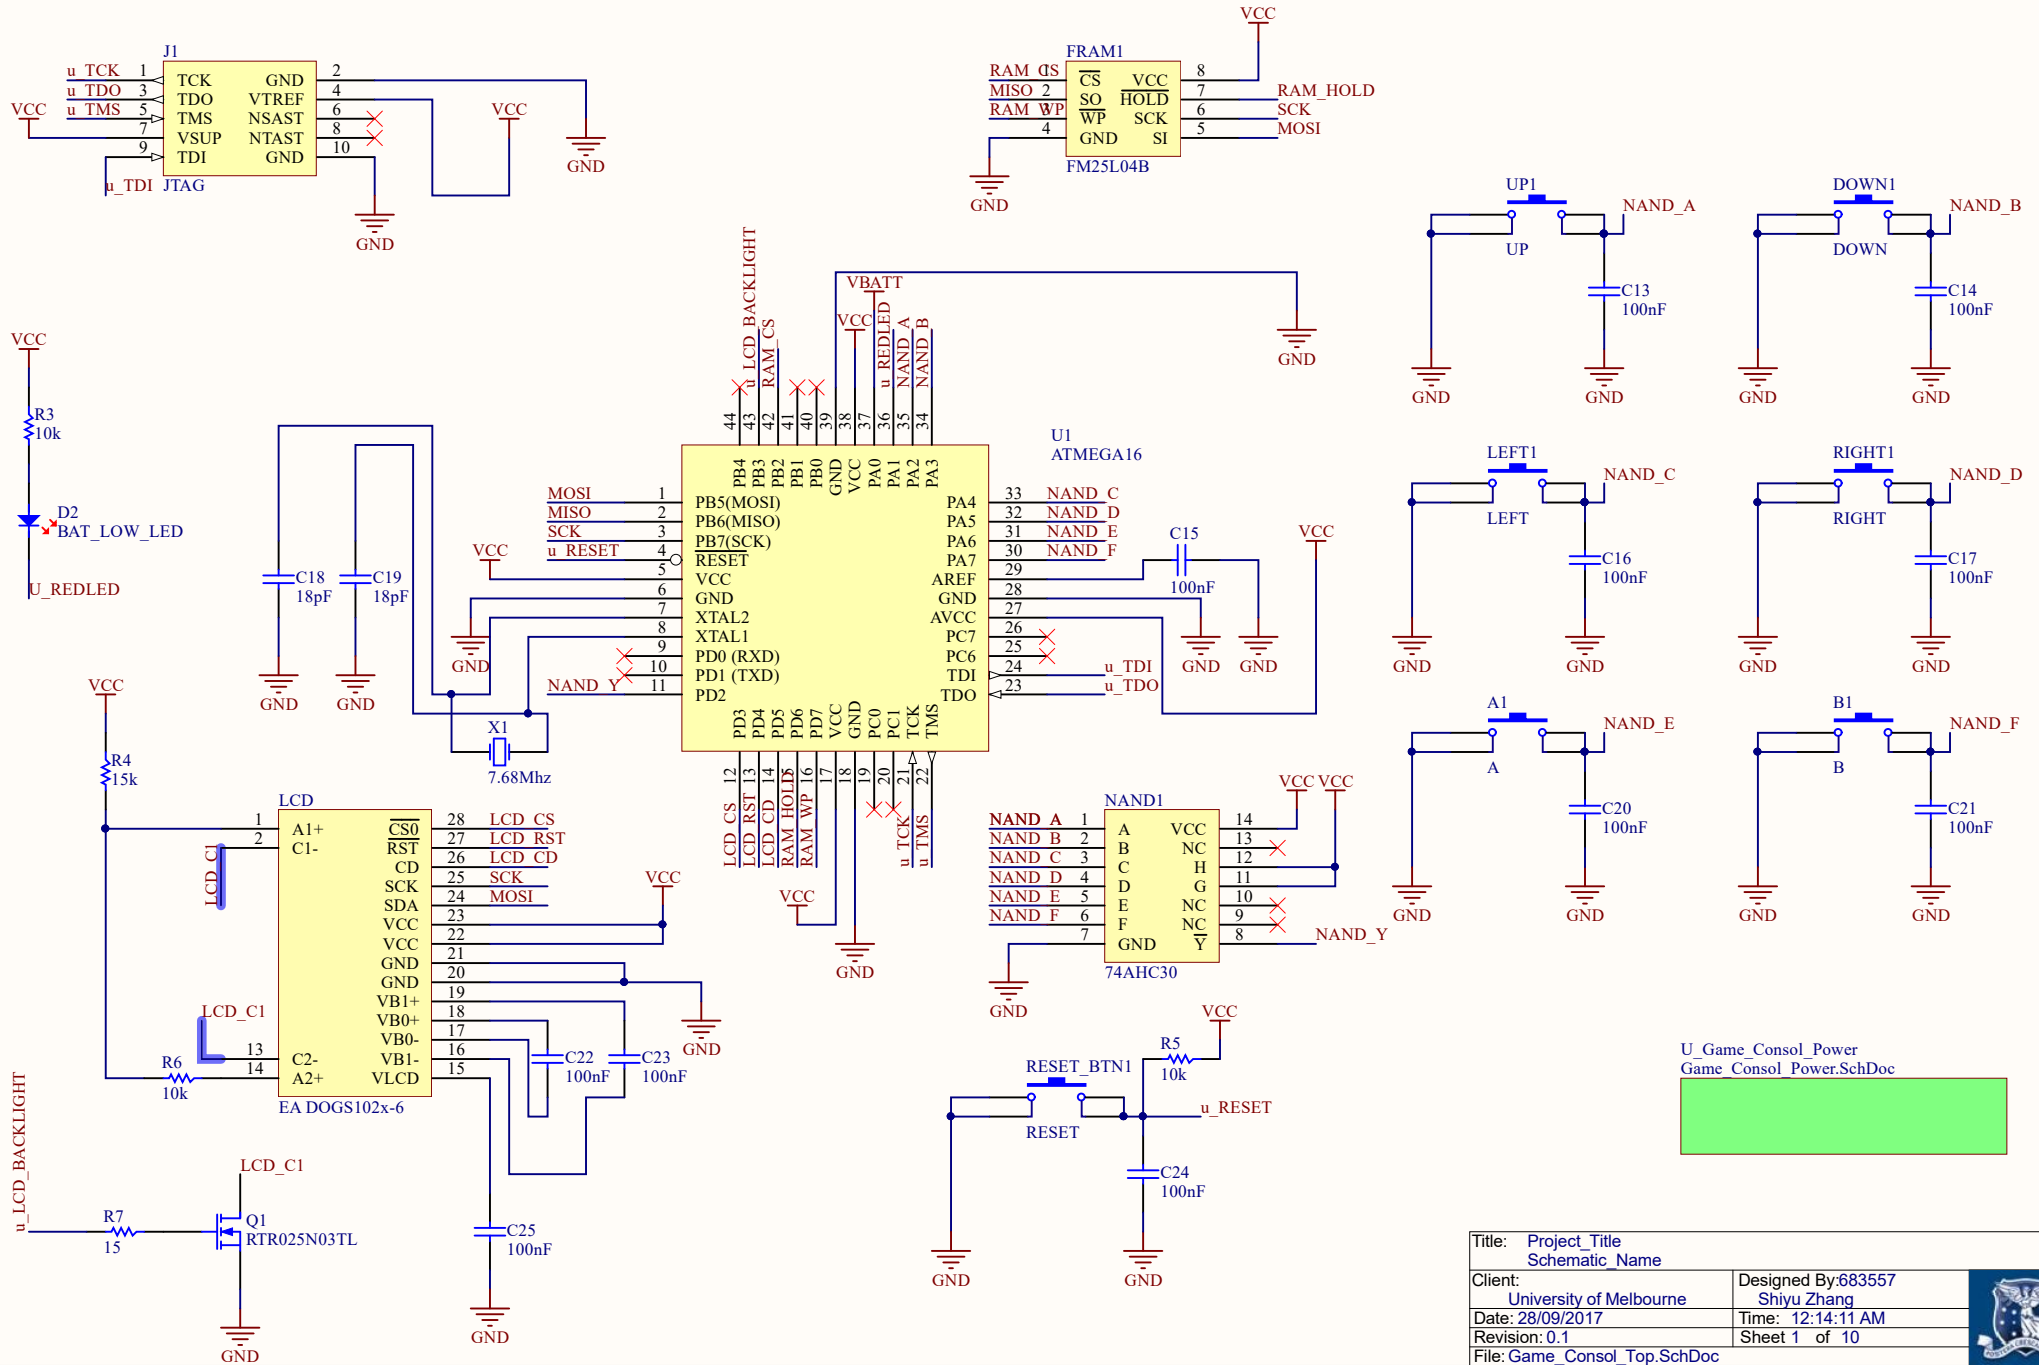 J1
u_TCK 1 TCK GND 2
u_TDO 3 TDO VTREF 4
u_TMS 5 TMS NSAST 6
VCC 7 VSUP NTAST 8
9 TDI GND 10
u_TDI JTAG
VCC
GND
GND
VCC
FRAM1
RAM_CS 1 CS VCC 8
MISO 2 SO HOLD 7 RAM_HOLD
RAM_WP 3 WP SCK 6 SCK
4 GND SI 5 MOSI
FM25L04B
GND
UP1
NAND_A
UP
C13
100nF
GND
GND
DOWN1
NAND_B
DOWN
C14
100nF
GND
GND
VCC
R3
10k
D2
BAT_LOW_LED
U_REDLED
C18
18pF
C19
18pF
GND
GND
u_LCD_BACKLIGHT
RAM_CS
VBATT
VCC
u_REDLED
NAND_A
NAND_B
GND
44 43 42 41 40 39 38 37 36 35 34
PB4 PB3 PB2 PB1 PB0 GND VCC PA0 PA1 PA2 PA3
U1
ATMEGA16
MOSI 1 PB5(MOSI)
MISO 2 PB6(MISO)
SCK 3 PB7(SCK)
u_RESET 4 RESET
VCC 5 VCC
6 GND
7 XTAL2
8 XTAL1
GND
9 PD0 (RXD)
10 PD1 (TXD)
NAND_Y 11 PD2
PA4 33 NAND_C
PA5 32 NAND_D
PA6 31 NAND_E
PA7 30 NAND_F
AREF 29
GND 28
AVCC 27
PC7 26
PC6 25
TDI 24 u_TDI
TDO 23 u_TDO
C15
100nF
VCC
GND
GND
PD3 PD4 PD5 PD6 PD7 VCC GND PC0 PC1 TCK TMS
12 13 14 15 16 17 18 19 20 21 22
LCD_CS
LCD_RST
LCD_CD
RAM_HOLD
RAM_WP
u_TCK
u_TMS
VCC
GND
X1
7.68Mhz
LEFT1
NAND_C
LEFT
C16
100nF
GND
GND
RIGHT1
NAND_D
RIGHT
C17
100nF
GND
GND
A1
NAND_E
A
C20
100nF
GND
GND
B1
NAND_F
B
C21
100nF
GND
GND
VCC
R4
15k
LCD
1 A1+ CS0 28 LCD_CS
2 C1- RST 27 LCD_RST
CD 26 LCD_CD
SCK 25 SCK
SDA 24 MOSI
VCC 23
VCC 22
GND 21
GND 20
VB1+ 19
VB0+ 18
VB0- 17
13 C2- VB1- 16
14 A2+ VLCD 15
EA DOGS102x-6
LCD_C1
LCD_C1
R6
10k
VCC
GND
C22
100nF
C23
100nF
C25
100nF
GND
u_LCD_BACKLIGHT
R7
15
LCD_C1
Q1
RTR025N03TL
GND
NAND1
VCC VCC
NAND_A 1 A VCC 14
NAND_B 2 B NC 13
NAND_C 3 C H 12
NAND_D 4 D G 11
NAND_E 5 E NC 10
NAND_F 6 F NC 9
7 GND Y 8 NAND_Y
74AHC30
GND
VCC
R5
10k
RESET_BTN1
u_RESET
RESET
C24
100nF
GND
GND
U_Game_Consol_Power
Game_Consol_Power.SchDoc
Title: Project_Title
Schematic_Name
Client: Designed By:683557
University of Melbourne Shiyu Zhang
Date: 28/09/2017 Time: 12:14:11 AM
Revision: 0.1 Sheet 1 of 10
File: Game_Consol_Top.SchDoc